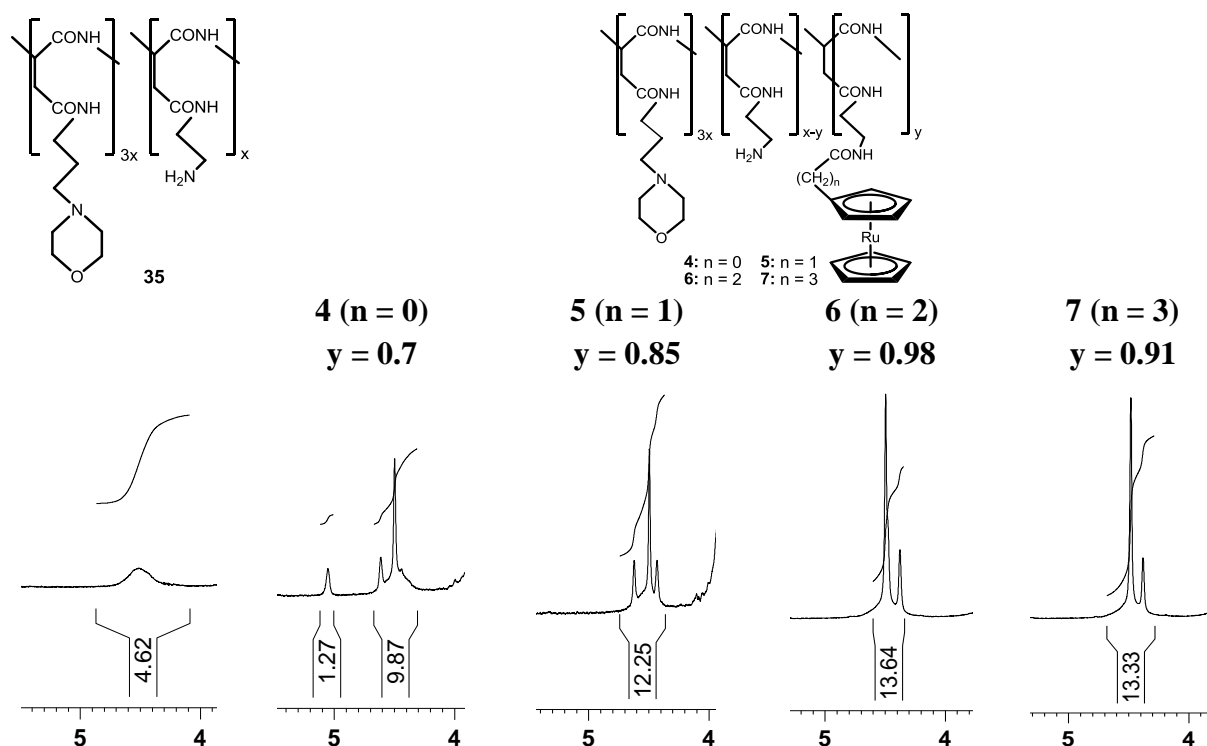 CONH CONH
CONH CONH
3x x
H₂N
N
O
35
CONH CONH CONH
CONH CONH CONH
3x x-y y
H₂N CONH
N (CH₂)n
O Ru
4: n = 0 5: n = 1
6: n = 2 7: n = 3
4 (n = 0) 5 (n = 1) 6 (n = 2) 7 (n = 3)
y = 0.7 y = 0.85 y = 0.98 y = 0.91
4.62 1.27 9.87 12.25 13.64 13.33
5 4 5 4 5 4 5 4 5 4